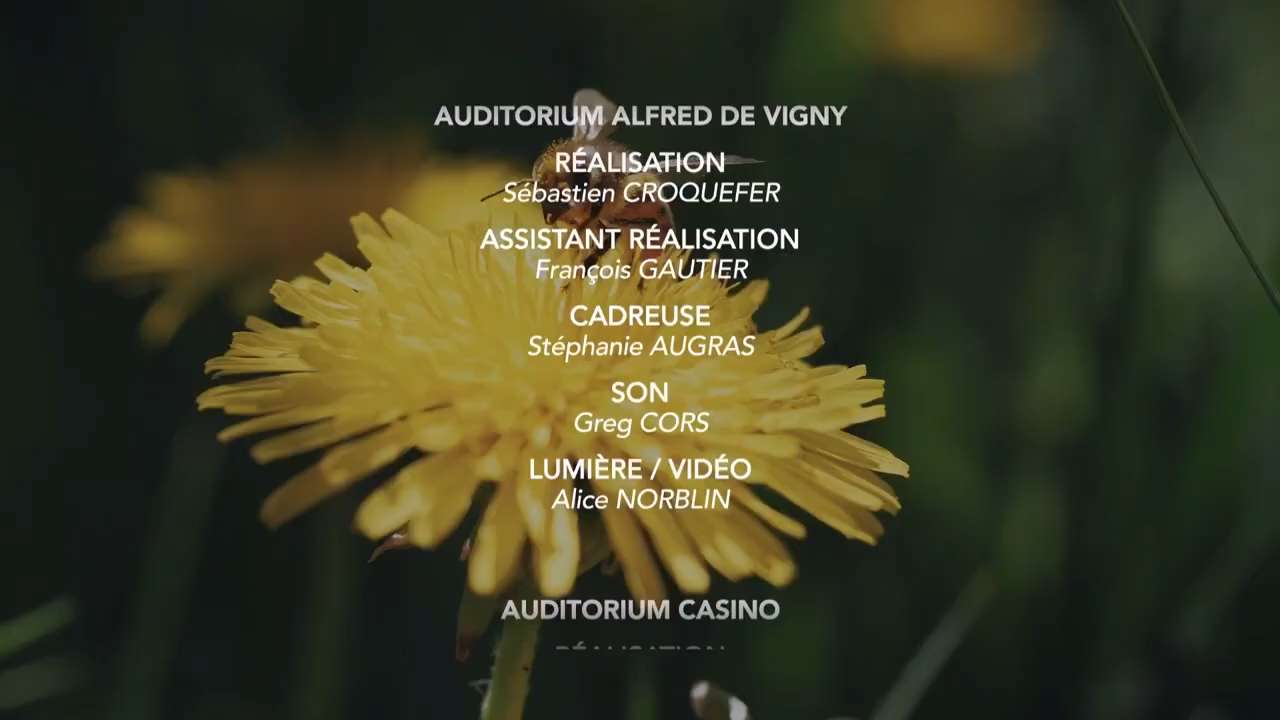 AUDITORIUM ALFRED DE VIGNY
RÉALISATION
Sébastien CROQUEFER
ASSISTANT RÉALISATION
François GAUTIER
CADREUSE
Stéphanie AUGRAS
SON
Greg CORS
LUMIÈRE / VIDÉO
Alice NORBLIN
AUDITORIUM CASINO
RÉALISATION